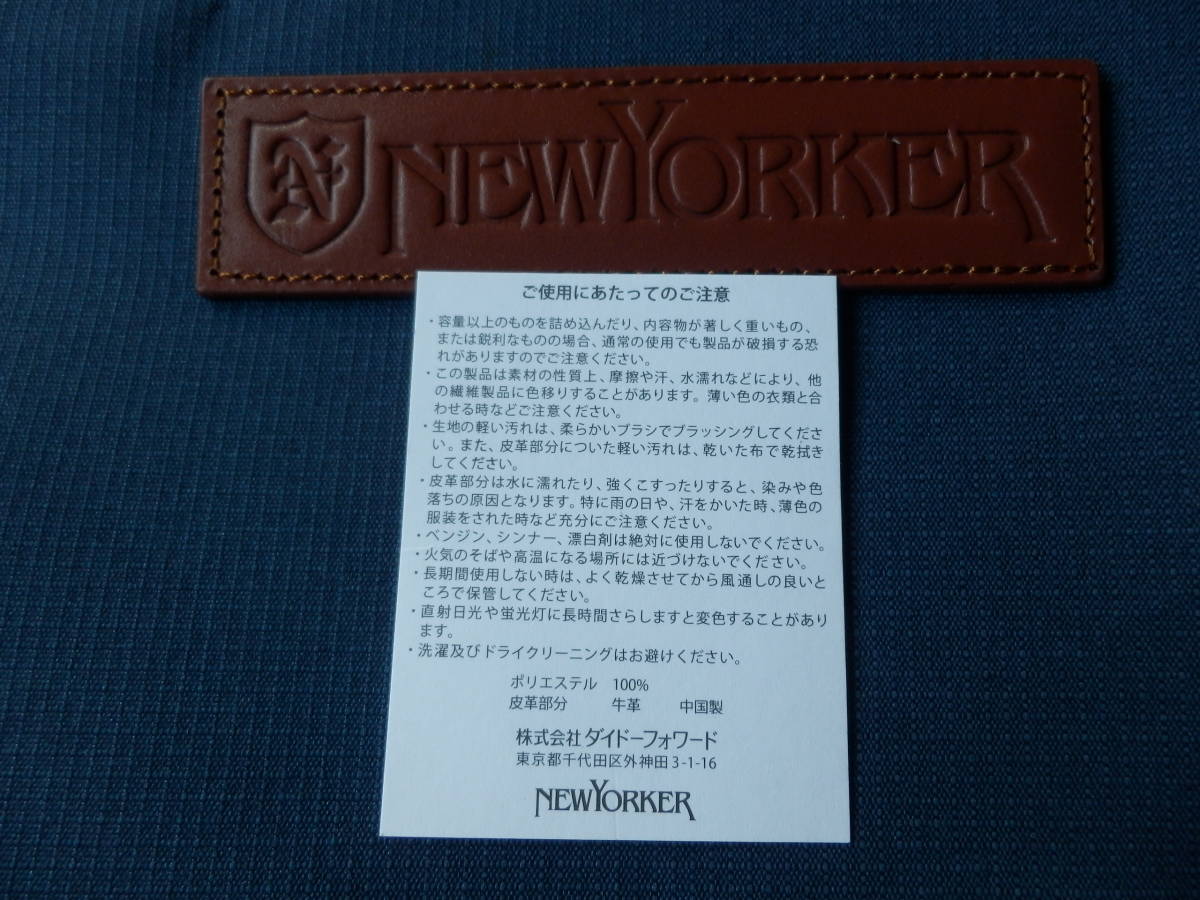 NY NEWYORKER
ご使用にあたってのご注意
・容量以上のものを詰め込んだり、内容物が著しく重いもの、
または鋭利なものの場合、通常の使用でも製品が破損する恐
れがありますのでご注意ください。
・この製品は素材の性質上、摩擦や汗、水濡れなどにより、他
の繊維製品に色移りすることがあります。薄い色の衣類と合
わせる時などご注意ください。
・生地の軽い汚れは、柔らかいブラシでブラッシングしてくださ
い。また、皮革部分についた軽い汚れは、乾いた布で乾拭き
してください。
・皮革部分は水に濡れたり、強くこすったりすると、染みや色
落ちの原因となります。特に雨の日や、汗をかいた時、薄色の
服装をされた時など充分にご注意ください。
・ベンジン、シンナー、漂白剤は絶対に使用しないでください。
・火気のそばや高温になる場所には近づけないでください。
・長期間使用しない時は、よく乾燥させてから風通しの良いと
ころで保管してください。
・直射日光や蛍光灯に長時間さらしますと変色することがあり
ます。
・洗濯及びドライクリーニングはお避けください。
ポリエステル 100%
皮革部分 牛革 中国製
株式会社ダイドーフォワード
東京都千代田区外神田3-1-16
NEWYORKER